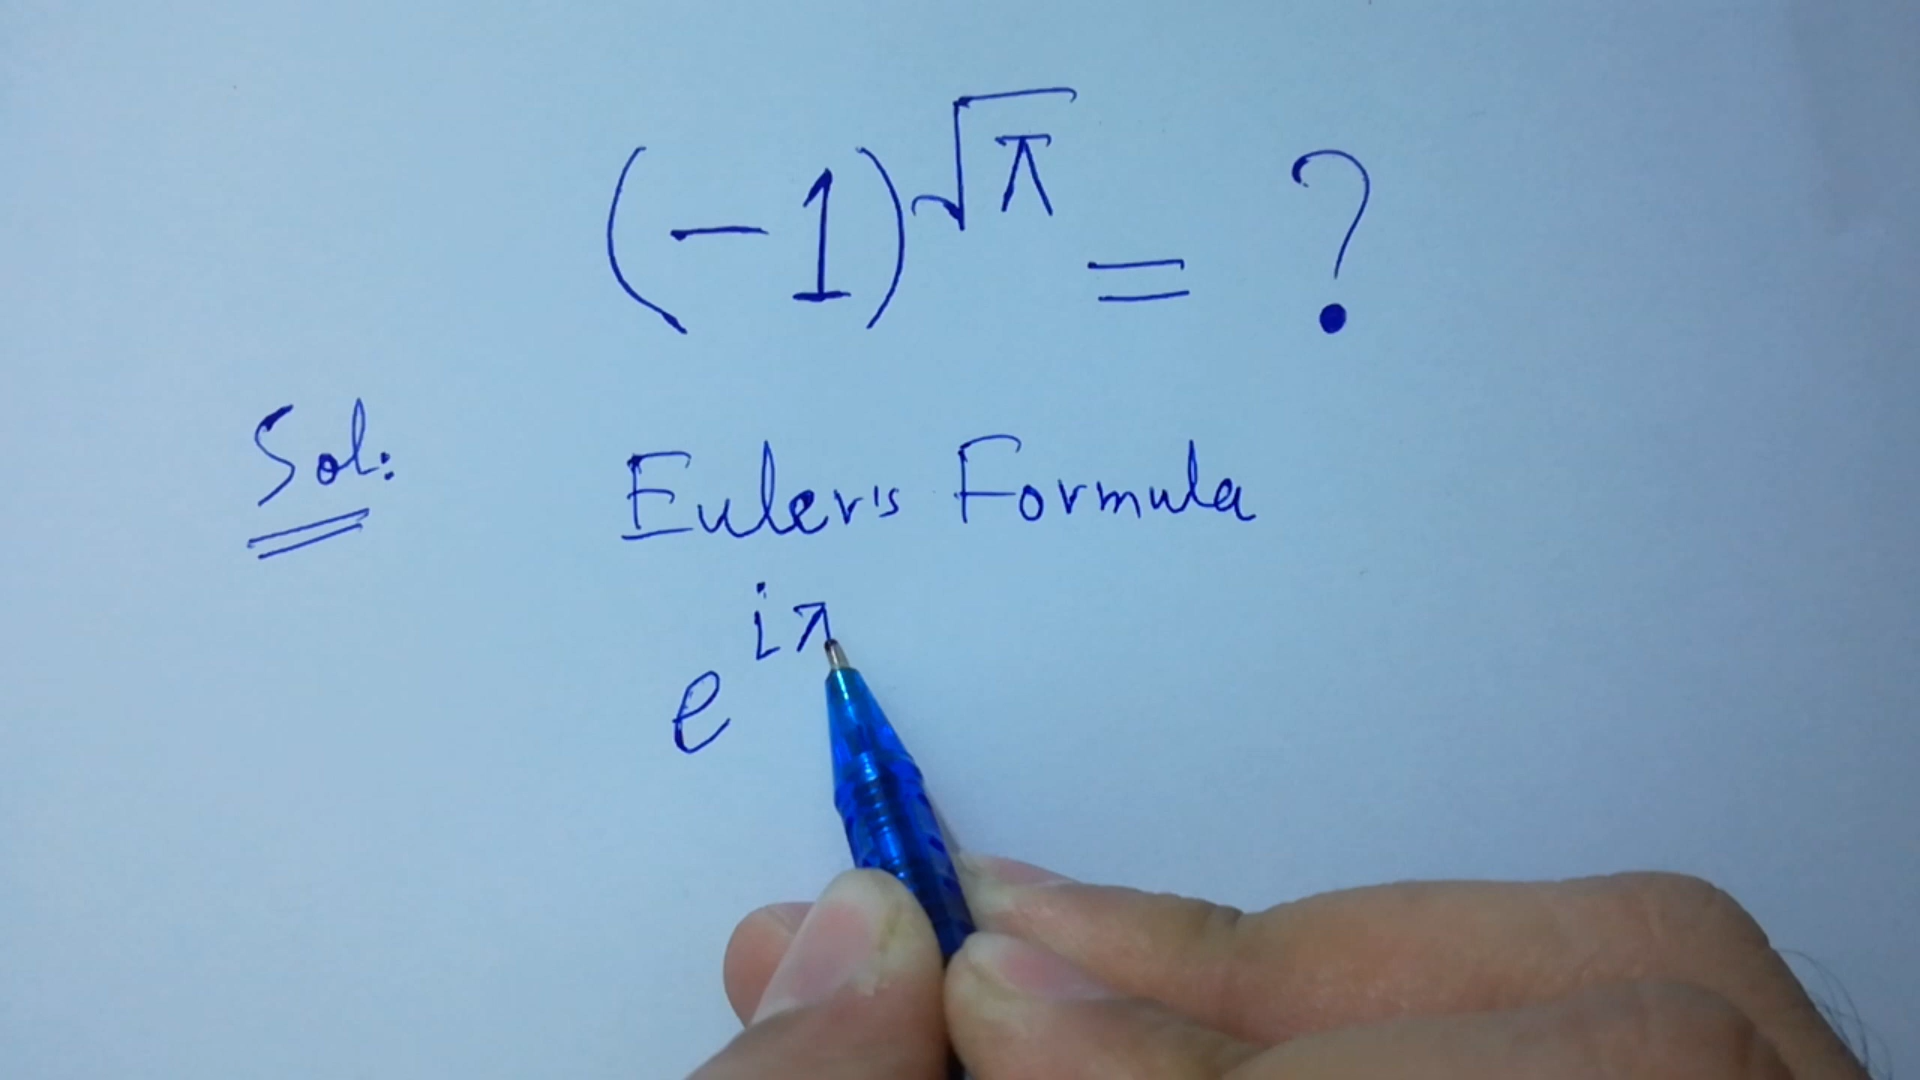 (-1)^√π = ?
Sol:
Euler's Formula
e^iπ